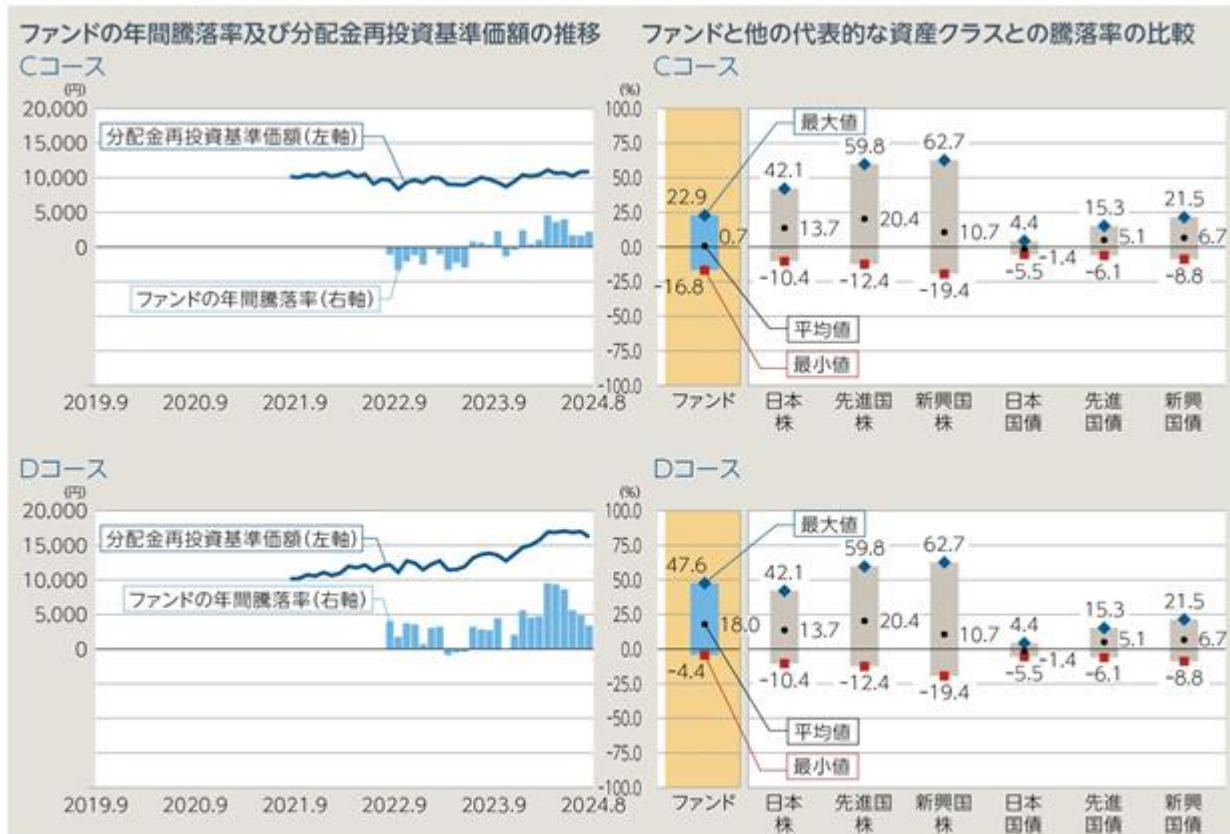 ファンドの年間騰落率及び分配金再投資基準価額の推移
Cコース
(円)
(%)
20,000
15,000
10,000
5,000
0
100.0
75.0
50.0
25.0
0.0
-25.0
-50.0
-75.0
-100.0
分配金再投資基準価額(左軸)
ファンドの年間騰落率(右軸)
2019.9 2020.9 2021.9 2022.9 2023.9 2024.8
ファンドと他の代表的な資産クラスとの騰落率の比較
Cコース
最大値
平均値
最小値
22.9 42.1 59.8 62.7 4.4 15.3 21.5
0.7 13.7 20.4 10.7 -1.4 5.1 6.7
-16.8 -10.4 -12.4 -19.4 -5.5 -6.1 -8.8
ファンド 日本 先進国 新興国 日本 先進 新興
株 株 株 国債 国債 国債
Dコース
(円)
(%)
20,000
15,000
10,000
5,000
0
100.0
75.0
50.0
25.0
0.0
-25.0
-50.0
-75.0
-100.0
分配金再投資基準価額(左軸)
ファンドの年間騰落率(右軸)
2019.9 2020.9 2021.9 2022.9 2023.9 2024.8
Dコース
最大値
平均値
最小値
47.6 42.1 59.8 62.7 4.4 15.3 21.5
18.0 13.7 20.4 10.7 -1.4 5.1 6.7
-4.4 -10.4 -12.4 -19.4 -5.5 -6.1 -8.8
ファンド 日本 先進国 新興国 日本 先進 新興
株 株 株 国債 国債 国債